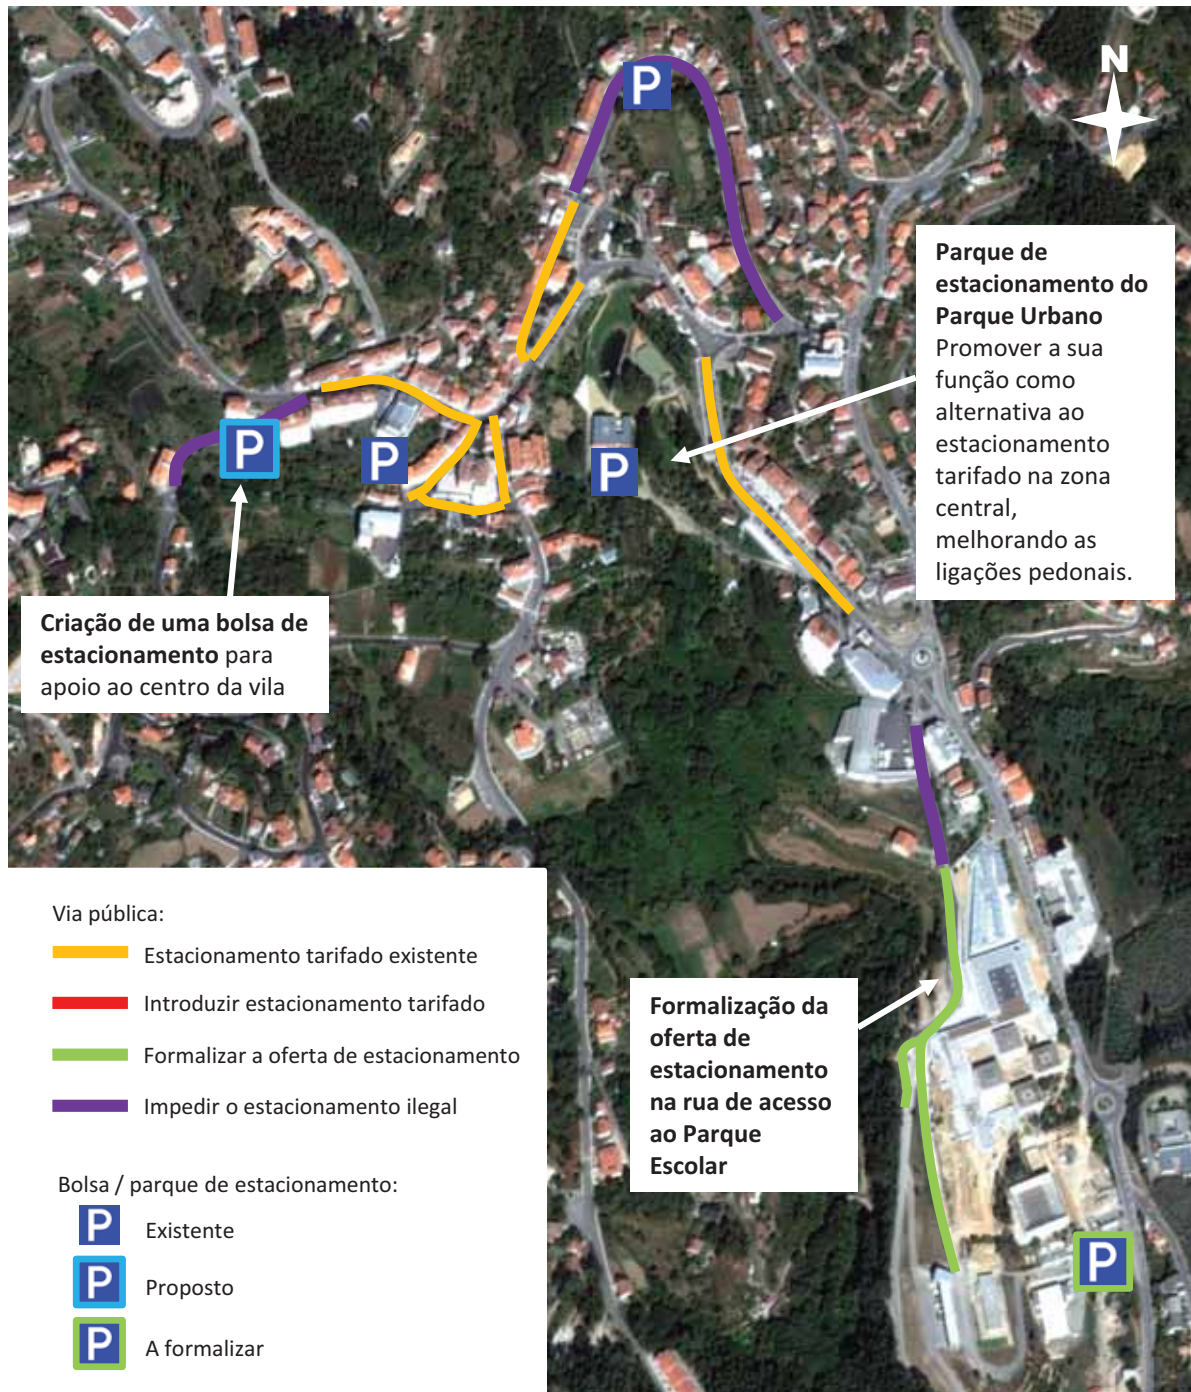 P
N
Parque de
estacionamento do
Parque Urbano
Promover a sua
função como
alternativa ao
estacionamento
tarifado na zona
central,
melhorando as
ligações pedonais.
P
P
P
Criação de uma bolsa de
estacionamento para
apoio ao centro da vila
Formalização da
oferta de
estacionamento
na rua de acesso
ao Parque
Escolar
P
Via pública:
Estacionamento tarifado existente
Introduzir estacionamento tarifado
Formalizar a oferta de estacionamento
Impedir o estacionamento ilegal
Bolsa / parque de estacionamento:
P Existente
P Proposto
P A formalizar